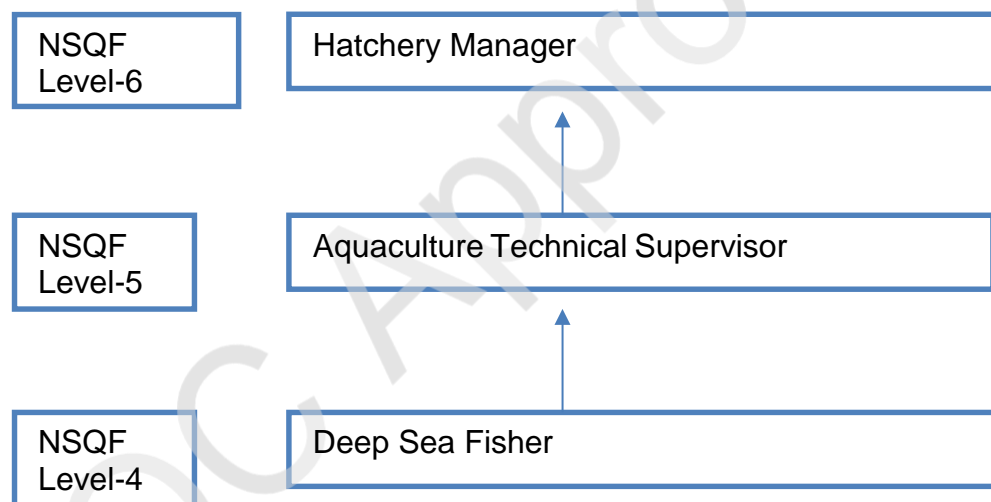 NSQF
Level-6
Hatchery Manager
NSQF
Level-5
Aquaculture Technical Supervisor
NSQF
Level-4
Deep Sea Fisher